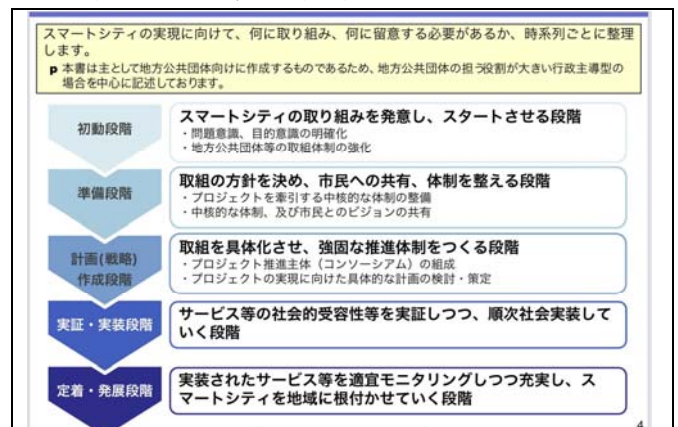 スマートシティの実現に向けて、何に取り組み、何に留意する必要があるか、時系列ごとに整理
します。
p 本書は主として地方公共団体向けに作成するものであるため、地方公共団体の担う役割が大きい行政主導型の
場合を中心に記述しております。
初動段階
スマートシティの取り組みを発意し、スタートさせる段階
・問題意識、目的意識の明確化
・地方公共団体等の取組体制の強化
準備段階
取組の方針を決め、市民への共有、体制を整える段階
・プロジェクトを牽引する中核的な体制の整備
・中核的な体制、及び市民とのビジョンの共有
計画(戦略)
作成段階
取組を具体化させ、強固な推進体制をつくる段階
・プロジェクト推進主体（コンソーシアム）の組成
・プロジェクトの実現に向けた具体的な計画の検討・策定
実証・実装段階
サービス等の社会的受容性等を実証しつつ、順次社会実装して
いく段階
定着・発展段階
実装されたサービス等を適宜モニタリングしつつ充実し、ス
マートシティを地域に根付かせていく段階
4